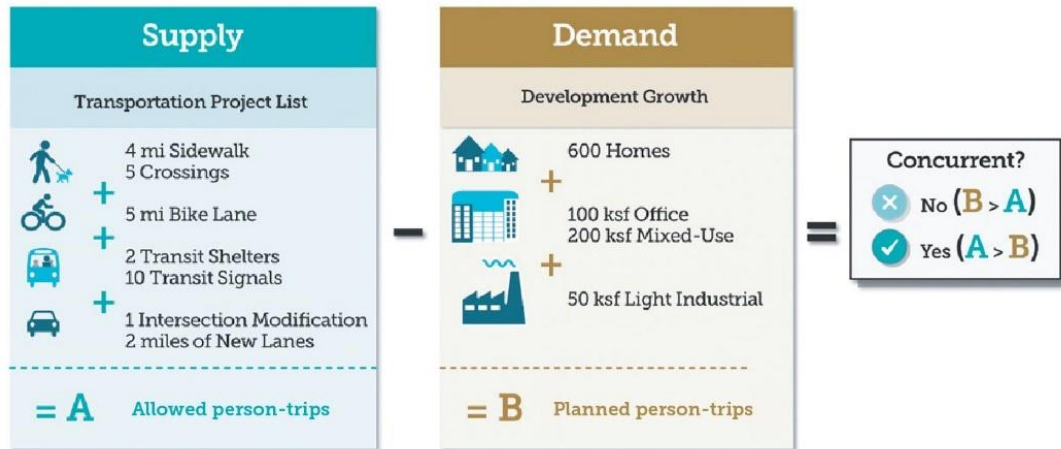 Supply
Transportation Project List
4 mi Sidewalk
5 Crossings
+
5 mi Bike Lane
+
2 Transit Shelters
10 Transit Signals
+
1 Intersection Modification
2 miles of New Lanes
= A Allowed person-trips
-
Demand
Development Growth
600 Homes
+
100 ksf Office
200 ksf Mixed-Use
+
50 ksf Light Industrial
= B Planned person-trips
=
Concurrent?
No (B > A)
Yes (A > B)